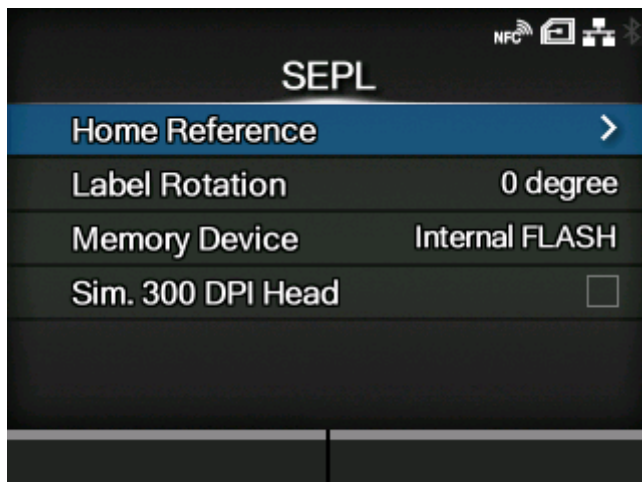 NFC
SEPL
Home Reference
Label Rotation 0 degree
Memory Device Internal FLASH
Sim. 300 DPI Head